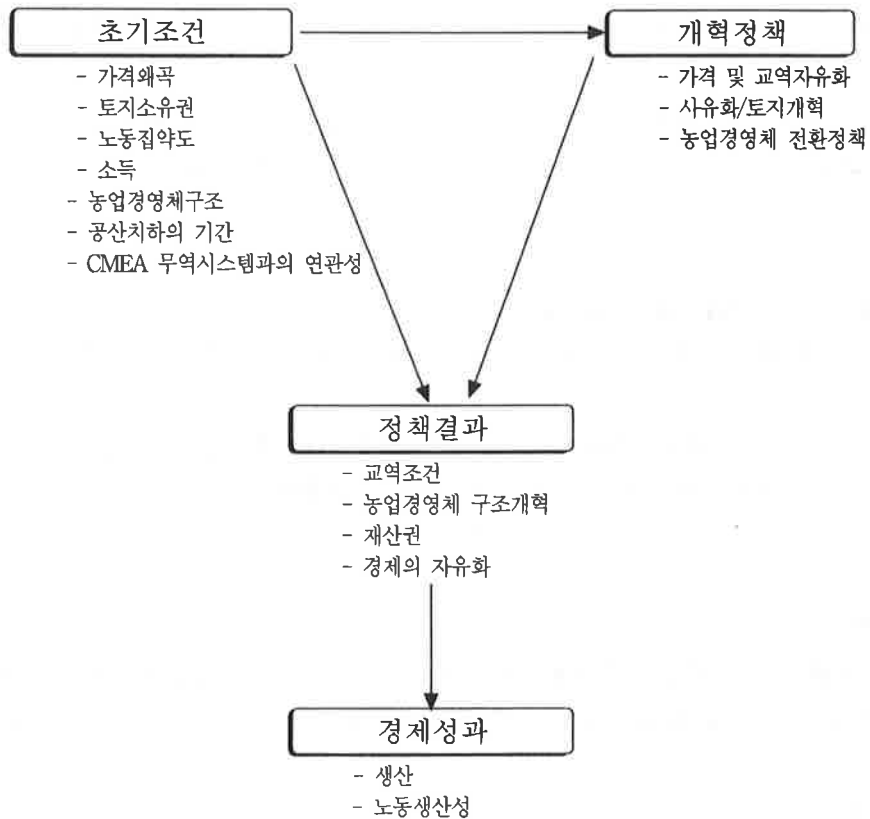 초기조건
- 가격왜곡
- 토지소유권
- 노동집약도
- 소득
- 농업경영체구조
- 공산치하의 기간
- CMEA 무역시스템과의 연관성
개혁정책
- 가격 및 교역자유화
- 사유화/토지개혁
- 농업경영체 전환정책
정책결과
- 교역조건
- 농업경영체 구조개혁
- 재산권
- 경제의 자유화
경제성과
- 생산
- 노동생산성